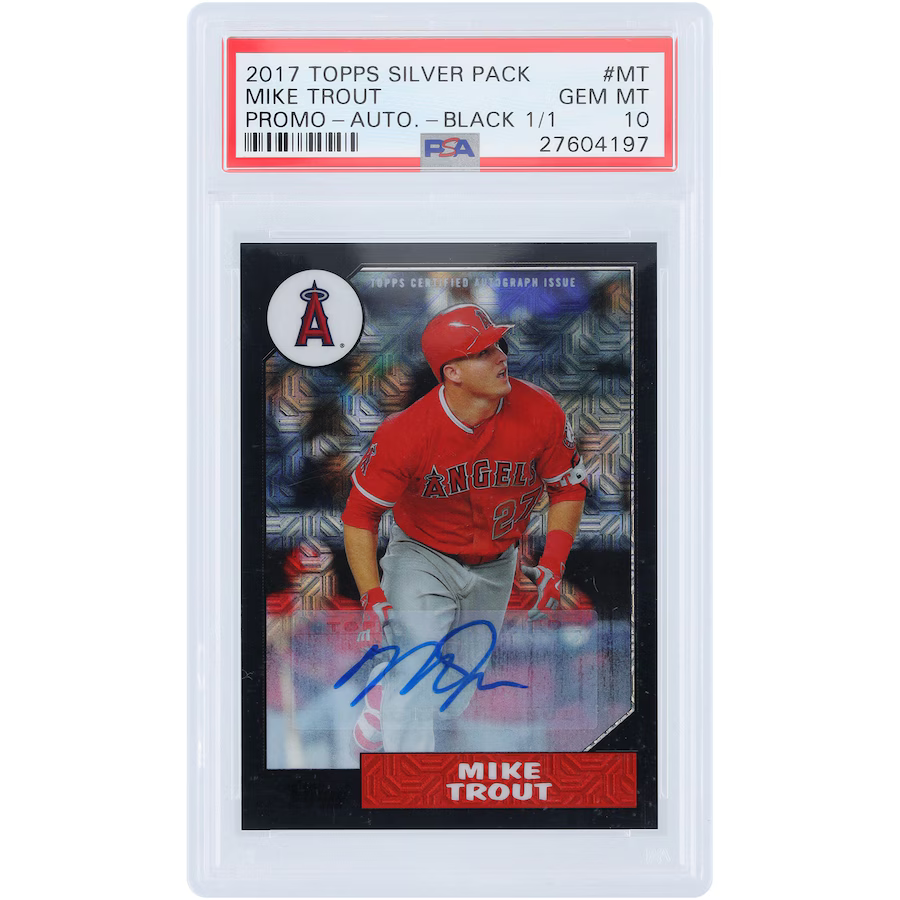 2017 TOPPS SILVER PACK #MT
MIKE TROUT GEM MT
PROMO – AUTO. – BLACK 1/1 10
PSA
27604197
A
TOPPS CERTIFIED AUTOGRAPH ISSUE
ANGELS
27
MIKE
TROUT